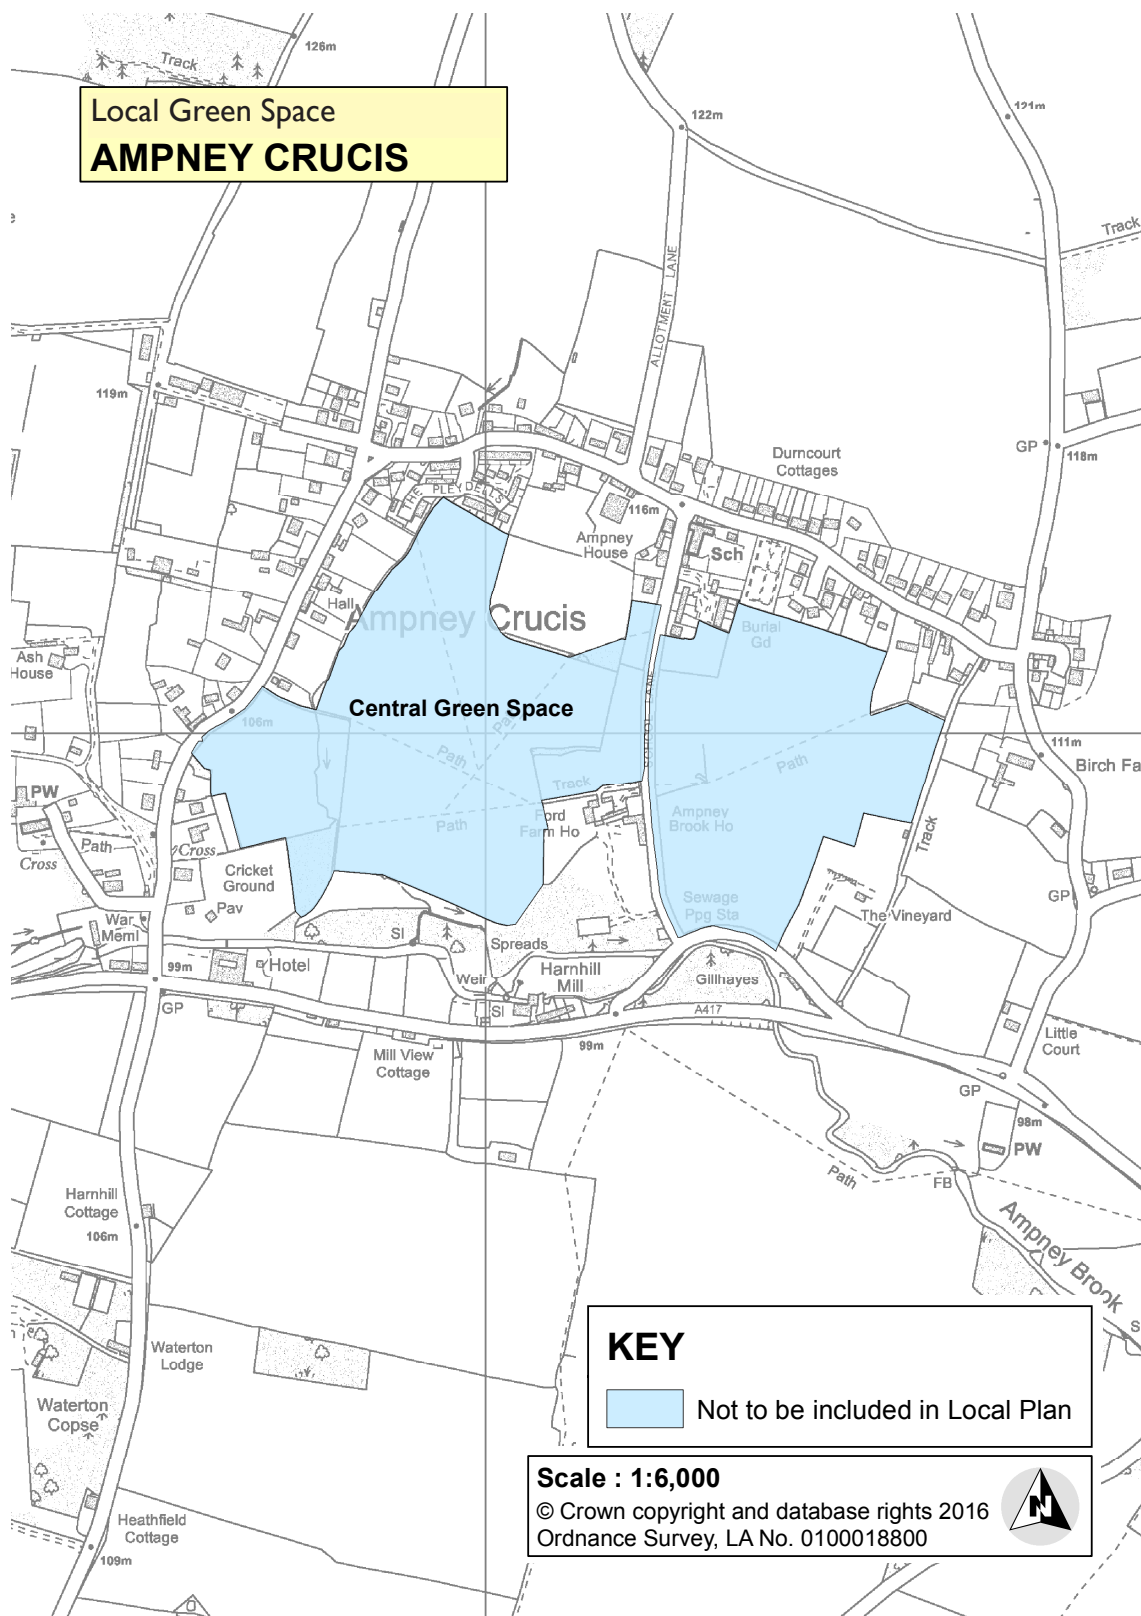 126m
Track
Local Green Space
AMPNEY CRUCIS
122m
121m
Track
ALLOTMENT LANE
119m
GP
118m
Durncourt
Cottages
THE PLEYDELLS
116m
Ampney
House
Sch
Hall
Ampney Crucis
Burial
Gd
Ash
House
Central Green Space
106m
Path
SCHOOL LANE
111m
Birch Fa
Path
Path
Track
PW
Path
Ford
Farm Ho
Ampney
Brook Ho
Track
Path
Cross
Cross
Cricket
Ground
Pav
Sewage
Ppg Sta
GP
The Vineyard
War
Meml
Sl
Spreads
99m
Hotel
Weir
Harnhill
Mill
Gillhayes
GP
Sl
A417
99m
Mill View
Cottage
Little
Court
GP
98m
PW
Path
FB
Harnhill
Cottage
106m
Ampney Brook
S
Waterton
Lodge
Waterton
Copse
KEY
Not to be included in Local Plan
Scale : 1:6,000
© Crown copyright and database rights 2016
Ordnance Survey, LA No. 0100018800
N
Heathfield
Cottage
109m